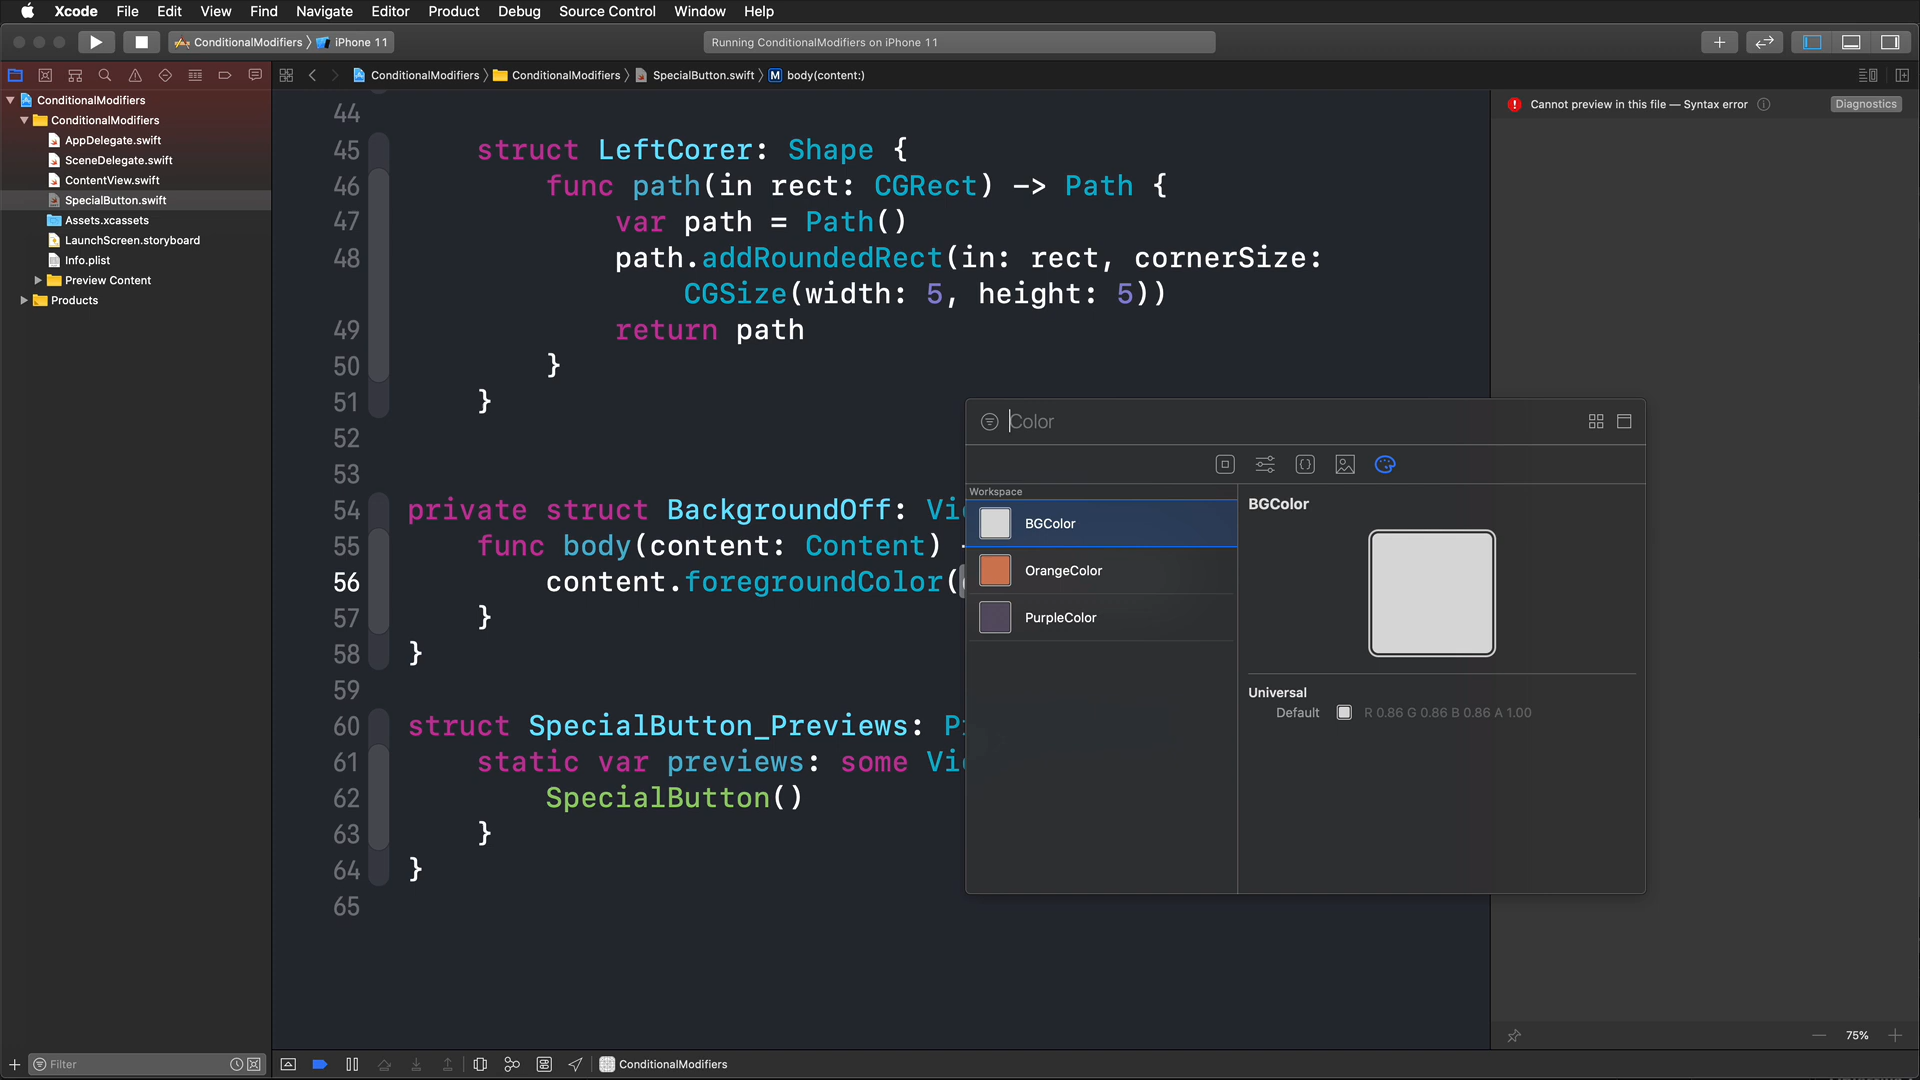 Xcode File Edit View Find Navigate Editor Product Debug Source Control Window Help
ConditionalModifiers iPhone 11
Running ConditionalModifiers on iPhone 11
ConditionalModifiers ConditionalModifiers SpecialButton.swift M body(content:)
ConditionalModifiers
ConditionalModifiers
AppDelegate.swift
SceneDelegate.swift
ContentView.swift
SpecialButton.swift
Assets.xcassets
LaunchScreen.storyboard
Info.plist
Preview Content
Products
Filter
44
45 struct LeftCorer: Shape {
46 func path(in rect: CGRect) -> Path {
47 var path = Path()
48 path.addRoundedRect(in: rect, cornerSize:
CGSize(width: 5, height: 5))
49 return path
50 }
51 }
52
53
54 private struct BackgroundOff: Vi
55 func body(content: Content)
56 content.foregroundColor(
57 }
58 }
59
60 struct SpecialButton_Previews: P
61 static var previews: some Vi
62 SpecialButton()
63 }
64 }
65
Color
Workspace
BGColor
OrangeColor
PurpleColor
BGColor
Universal
Default R 0.86 G 0.86 B 0.86 A 1.00
Cannot preview in this file — Syntax error
Diagnostics
75%
ConditionalModifiers